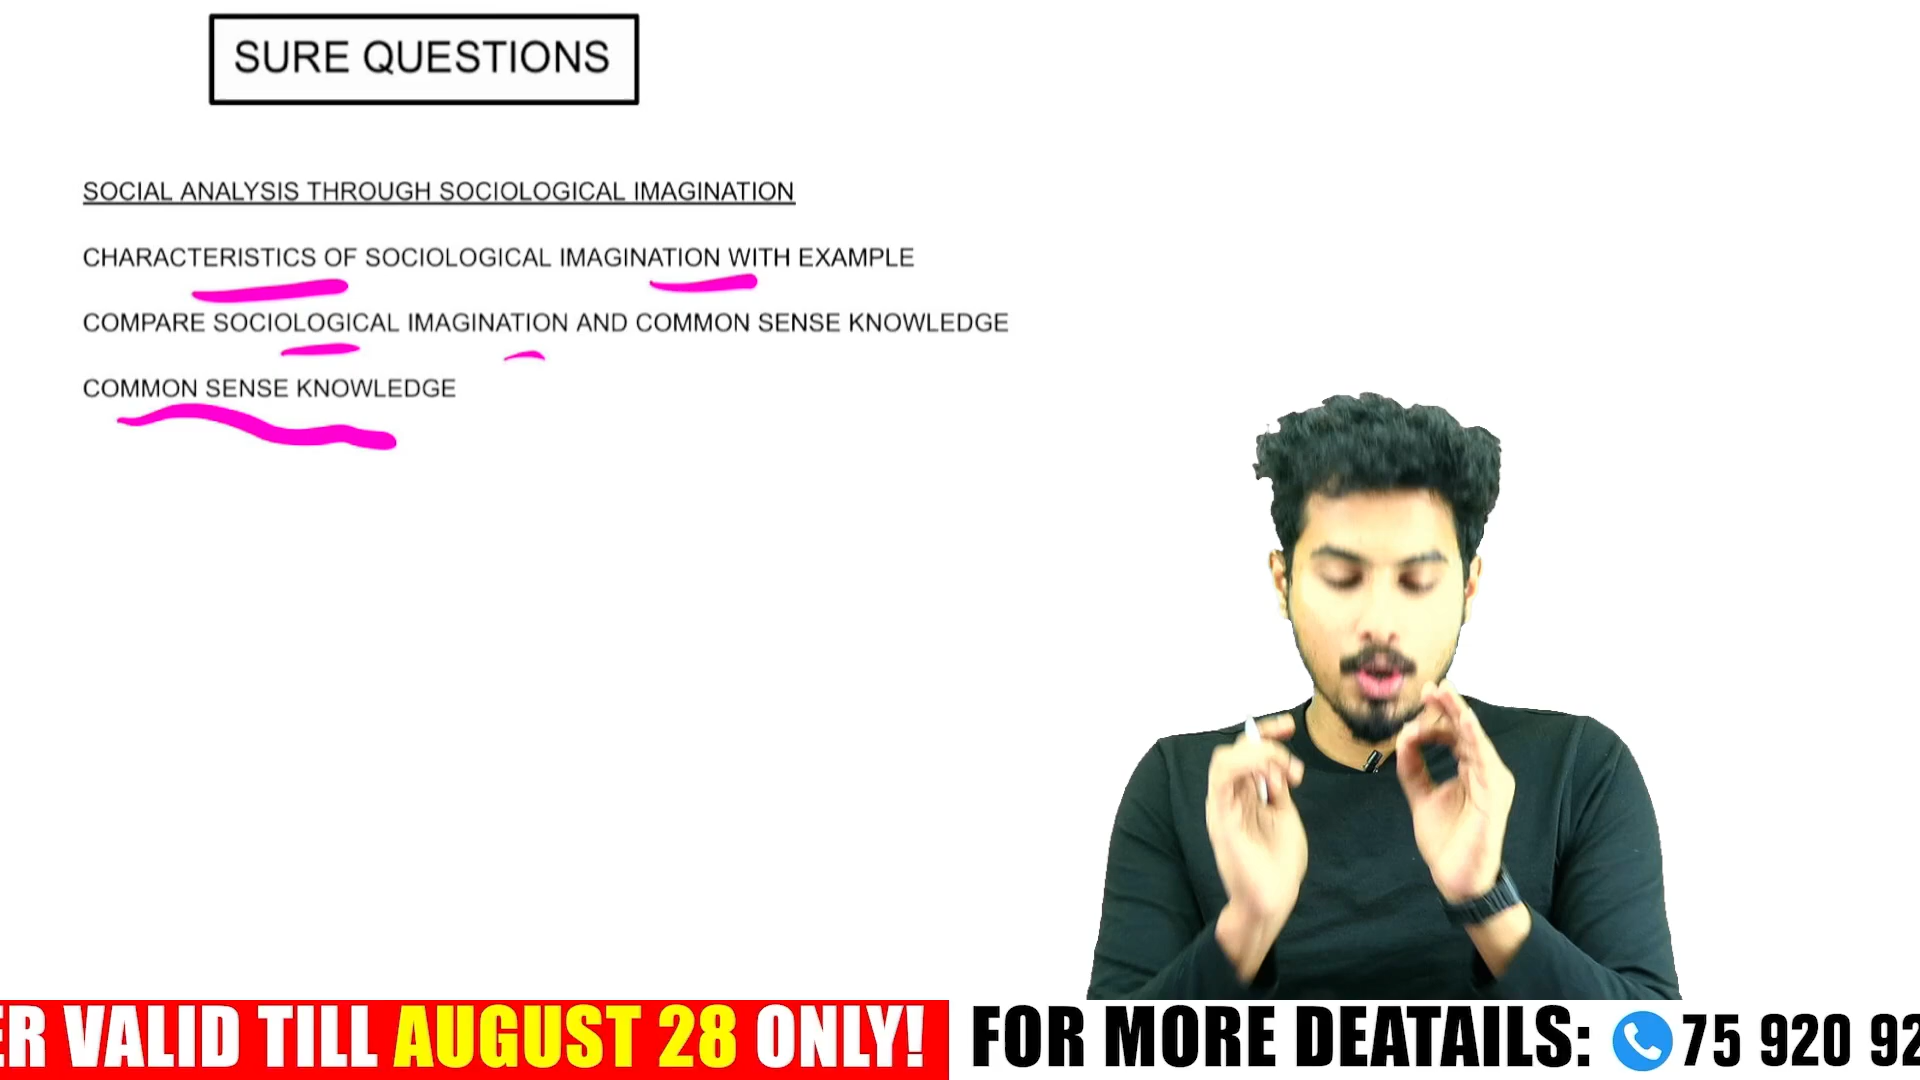 SURE QUESTIONS
SOCIAL ANALYSIS THROUGH SOCIOLOGICAL IMAGINATION
CHARACTERISTICS OF SOCIOLOGICAL IMAGINATION WITH EXAMPLE
COMPARE SOCIOLOGICAL IMAGINATION AND COMMON SENSE KNOWLEDGE
COMMON SENSE KNOWLEDGE
ER VALID TILL AUGUST 28 ONLY! FOR MORE DEATAILS: 75 920 92